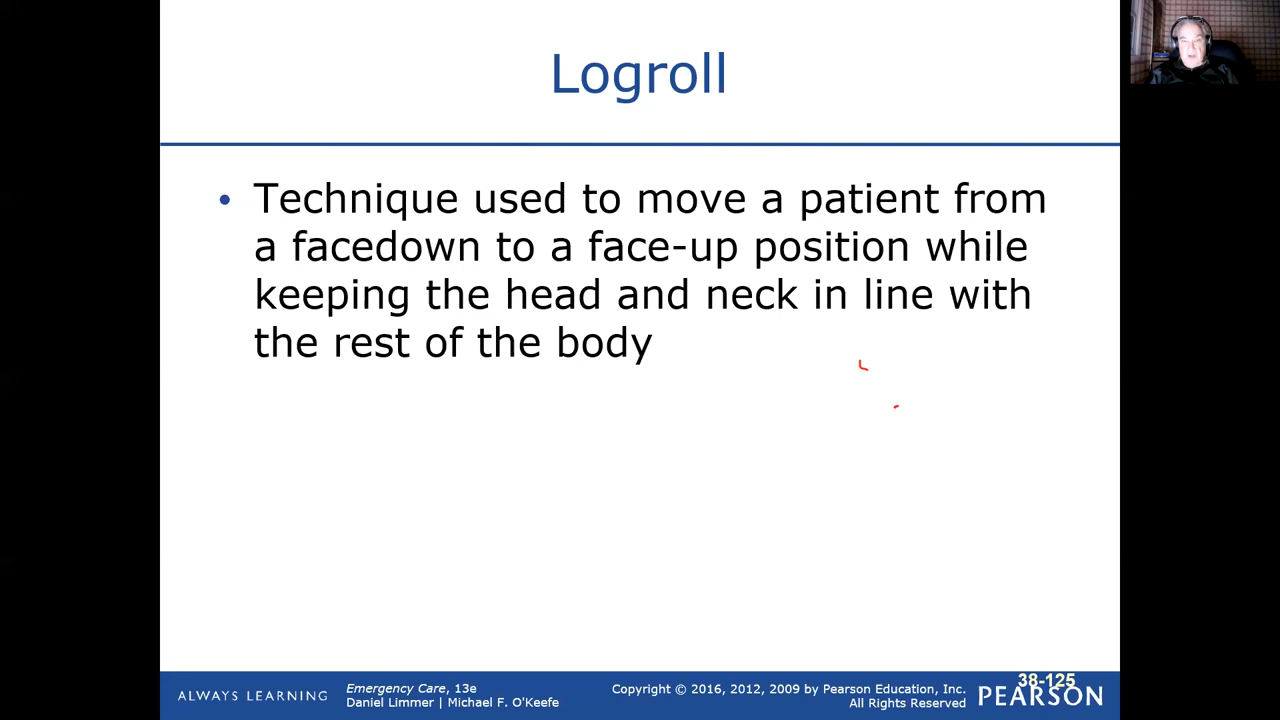 Logroll
• Technique used to move a patient from
a facedown to a face-up position while
keeping the head and neck in line with
the rest of the body
ALWAYS LEARNING
Emergency Care, 13e
Daniel Limmer | Michael F. O'Keefe
Copyright © 2016, 2012, 2009 by Pearson Education, Inc.
All Rights Reserved
38-125
PEARSON